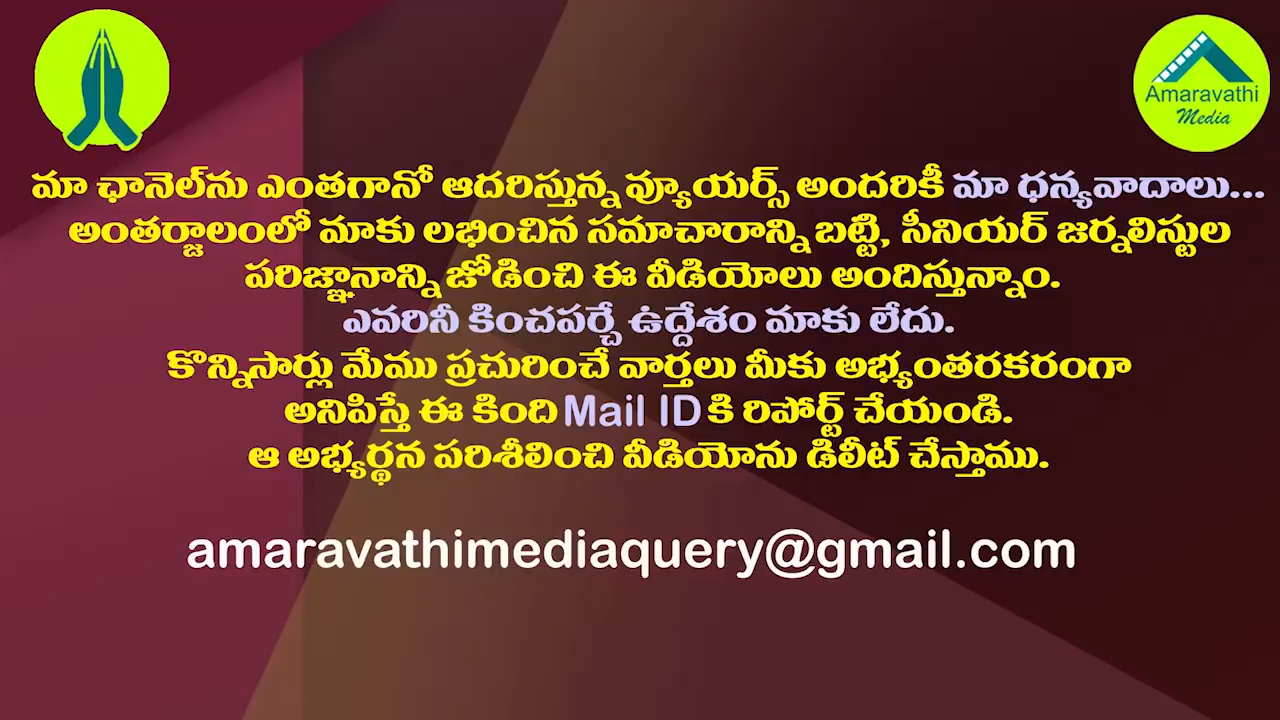 Amaravathi
Media
మా ఛానెల్‌ను ఎంతగానో ఆదరిస్తున్న వ్యూయర్స్ అందరికీ మా ధన్యవాదాలు...
అంతర్జాలంలో మాకు లభించిన సమాచారాన్ని బట్టి, సీనియర్ జర్నలిస్టుల
పరిజ్ఞానాన్ని జోడించి ఈ వీడియోలు అందిస్తున్నాం.
ఎవరినీ కించపర్చే ఉద్దేశం మాకు లేదు.
కొన్నిసార్లు మేము ప్రచురించే వార్తలు మీకు అభ్యంతరకరంగా
అనిపిస్తే ఈ కింది Mail ID కి రిపోర్ట్ చేయండి.
ఆ అభ్యర్థన పరిశీలించి వీడియోను డిలీట్ చేస్తాము.
amaravathimediaquery@gmail.com